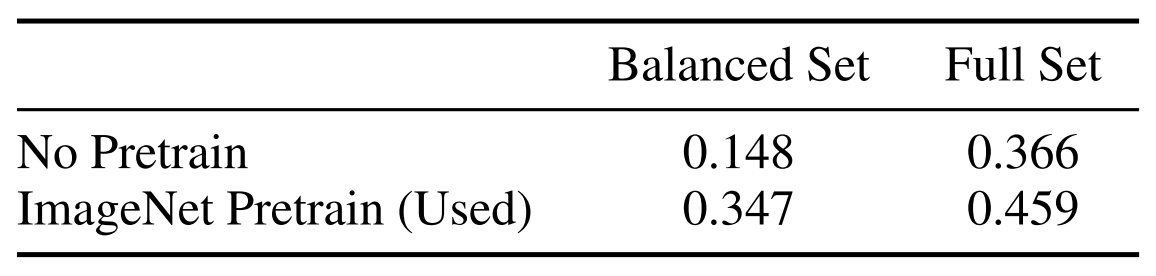 Balanced Set Full Set
No Pretrain 0.148 0.366
ImageNet Pretrain (Used) 0.347 0.459